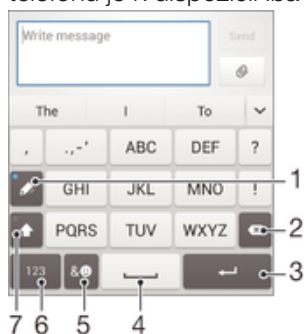 Write message
Send
The I To
, .,-' ABC DEF ?
GHI JKL MNO !
1
PQRS TUV WXYZ
2
123 &
3
7 6 5 4